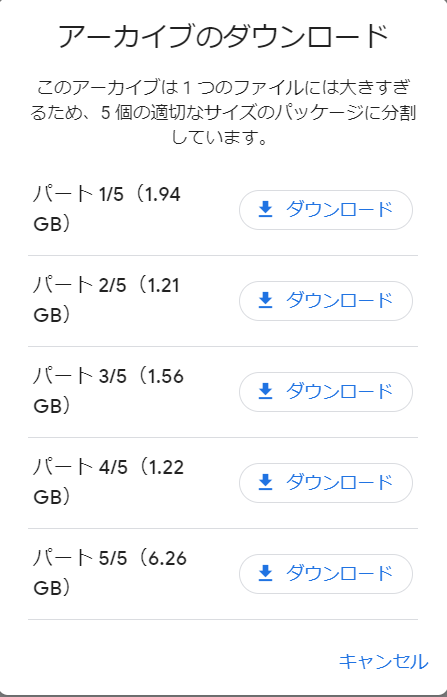 アーカイブのダウンロード
このアーカイブは 1 つのファイルには大きすぎ
るため、5 個の適切なサイズのパッケージに分割
しています。
パート 1/5（1.94
GB）
ダウンロード
パート 2/5（1.21
GB）
ダウンロード
パート 3/5（1.56
GB）
ダウンロード
パート 4/5（1.22
GB）
ダウンロード
パート 5/5（6.26
GB）
ダウンロード
キャンセル